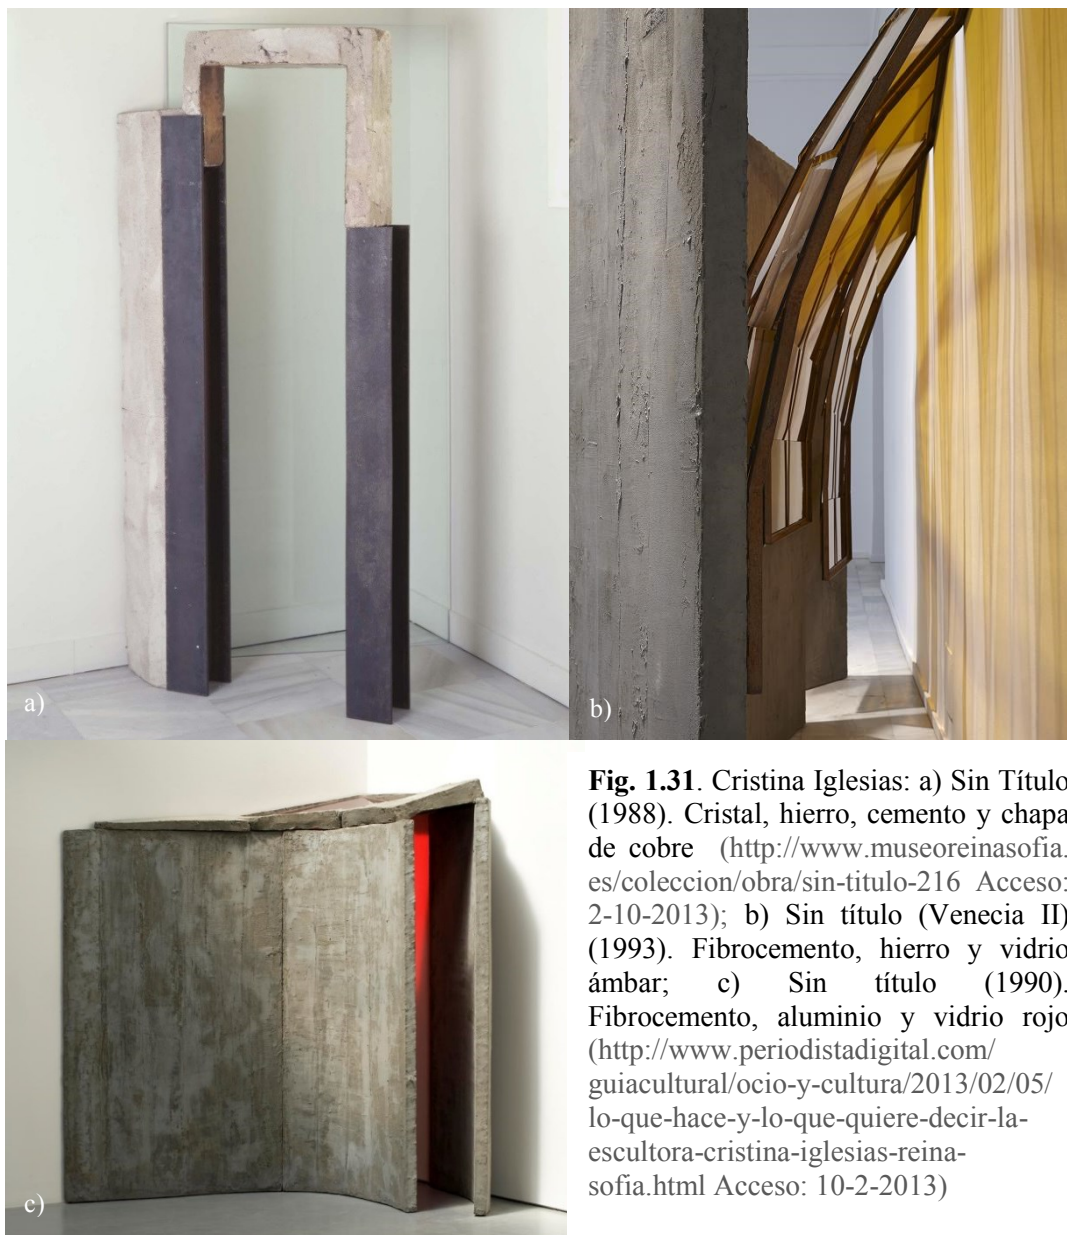 a)
b)
c)
Fig. 1.31. Cristina Iglesias: a) Sin Título
(1988). Cristal, hierro, cemento y chapa
de cobre (http://www.museoreinasofia.
es/coleccion/obra/sin-titulo-216 Acceso:
2-10-2013); b) Sin título (Venecia II)
(1993). Fibrocemento, hierro y vidrio
ámbar; c) Sin título (1990).
Fibrocemento, aluminio y vidrio rojo
(http://www.periodistadigital.com/
guiacultural/ocio-y-cultura/2013/02/05/
lo-que-hace-y-lo-que-quiere-decir-la-
escultora-cristina-iglesias-reina-
sofia.html Acceso: 10-2-2013)